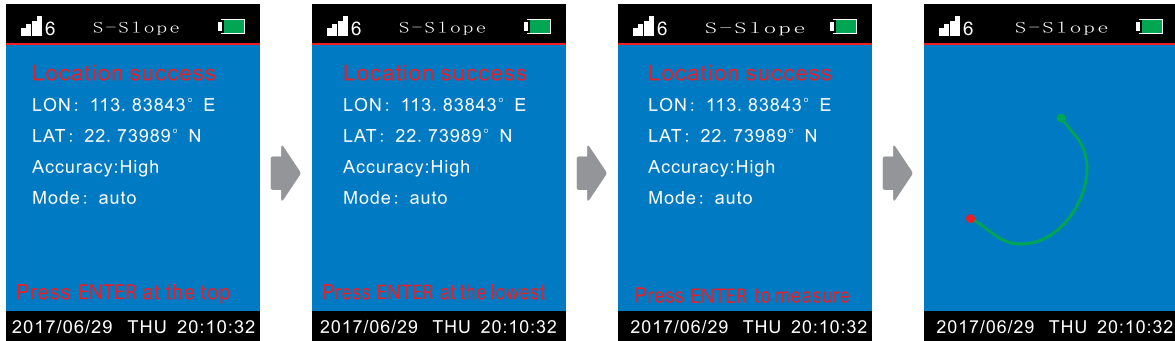 6 S-Slope
Location success
LON: 113.83843° E
LAT: 22.73989° N
Accuracy:High
Mode: auto
Press ENTER at the top
2017/06/29 THU 20:10:32
6 S-Slope
Location success
LON: 113.83843° E
LAT: 22.73989° N
Accuracy:High
Mode: auto
Press ENTER at the lowest
2017/06/29 THU 20:10:32
6 S-Slope
Location success
LON: 113.83843° E
LAT: 22.73989° N
Accuracy:High
Mode: auto
Press ENTER to measure
2017/06/29 THU 20:10:32
6 S-Slope
2017/06/29 THU 20:10:32